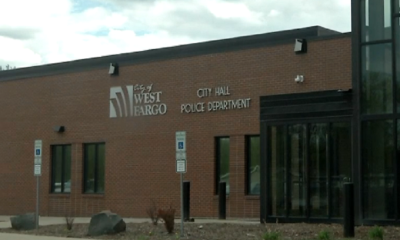 City of
WEST
FARGO
CITY HALL
POLICE DEPARTMENT